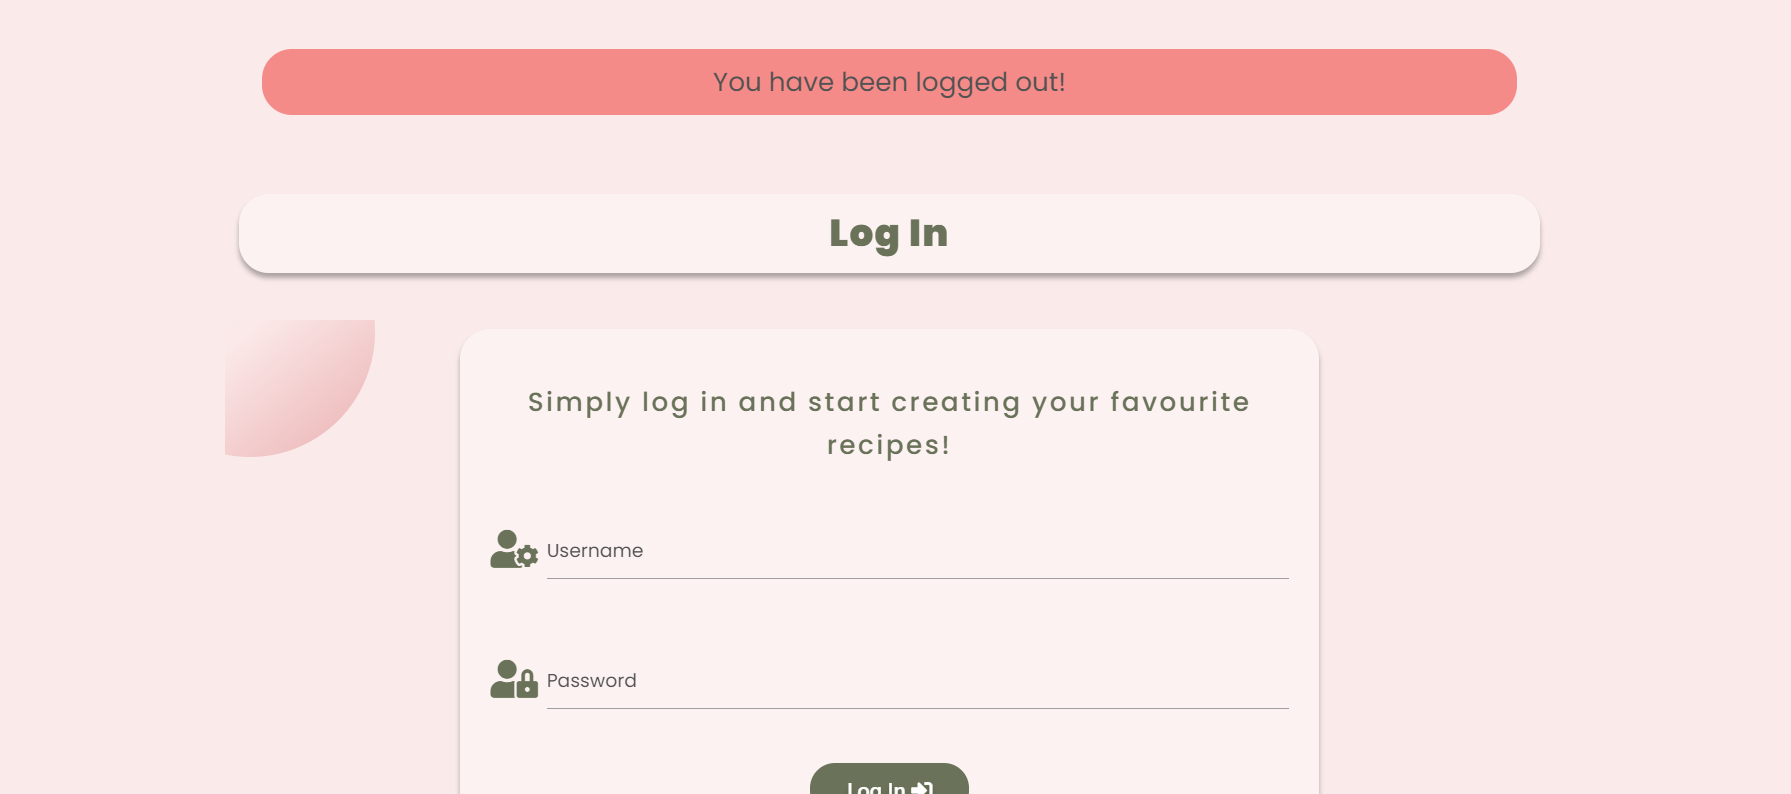 You have been logged out!
Log In
Simply log in and start creating your favourite
recipes!
Username
Password
Log In